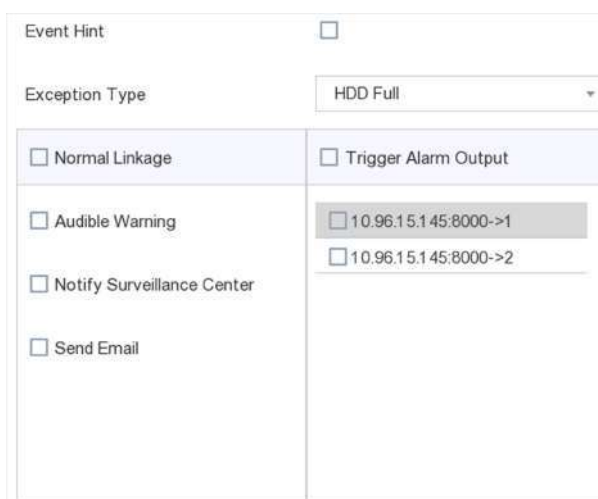 Event Hint
Exception Type HDD Full
Normal Linkage Trigger Alarm Output
Audible Warning 10.96.15.145:8000->1
10.96.15.145:8000->2
Notify Surveillance Center
Send Email